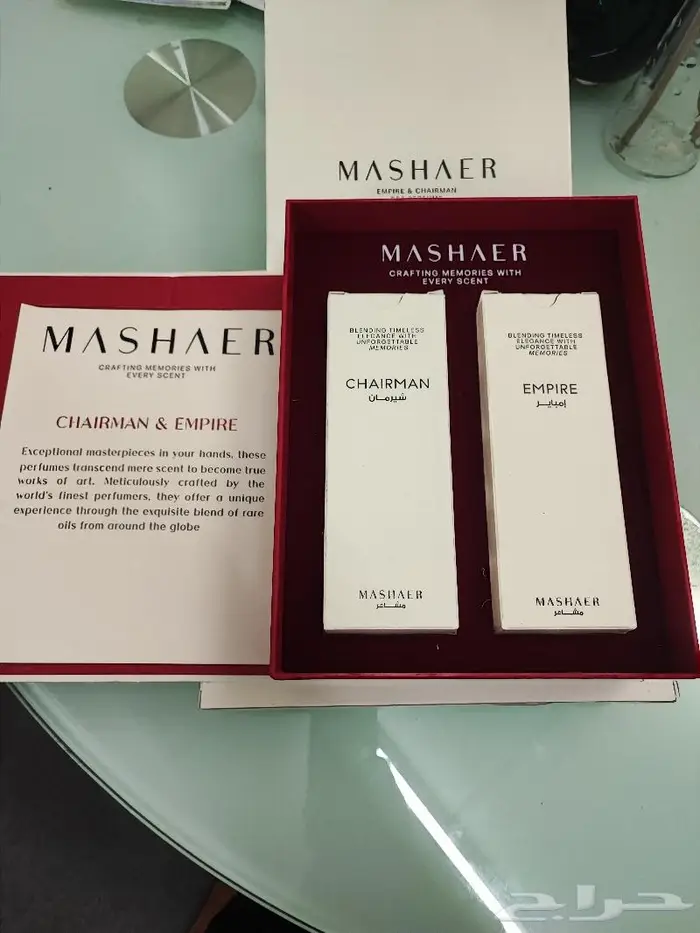 MASHAER
EMPIRE & CHAIRMAN
MASHAER
CRAFTING MEMORIES WITH
EVERY SCENT
BLENDING TIMELESS
ELEGANCE WITH
UNFORGETTABLE
MEMORIES
CHAIRMAN
شيرمان
MASHAER
مشاعر
BLENDING TIMELESS
ELEGANCE WITH
UNFORGETTABLE
MEMORIES
EMPIRE
إمباير
MASHAER
مشاعر
MASHAER
CRAFTING MEMORIES WITH
EVERY SCENT
CHAIRMAN & EMPIRE
Exceptional masterpieces in your hands, these
perfumes transcend mere scent to become true
works of art. Meticulously crafted by the
world's finest perfumers, they offer a unique
experience through the exquisite blend of rare
oils from around the globe
حراج